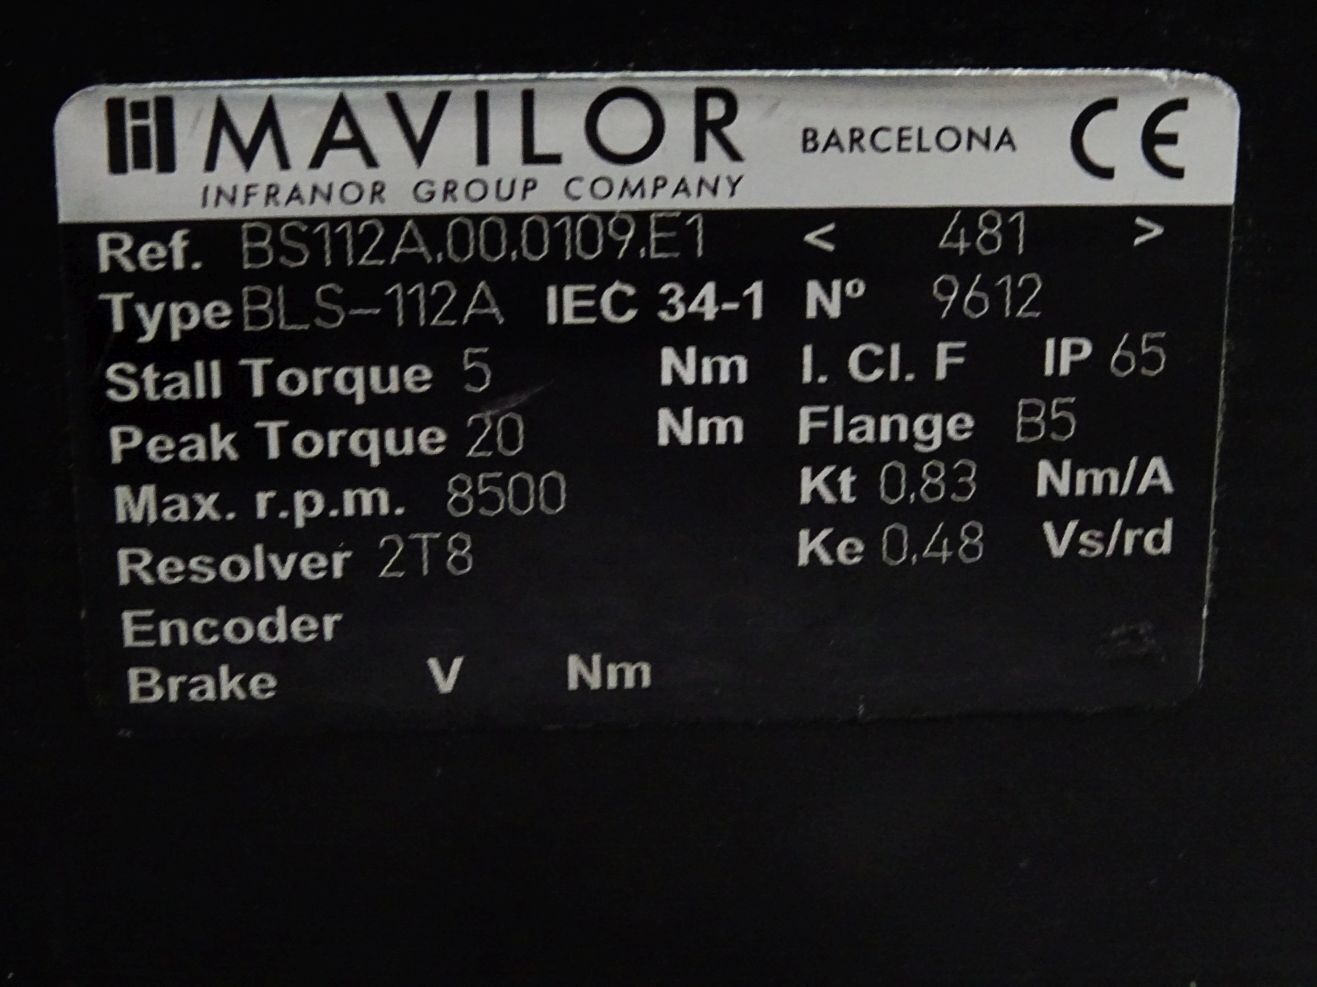 MAVILOR BARCELONA CE
INFRANOR GROUP COMPANY
Ref. BS112A.00.0109.E1 < 481 >
Type BLS-112A IEC 34-1 Nº 9612
Stall Torque 5 Nm I. Cl. F IP 65
Peak Torque 20 Nm Flange B5
Max. r.p.m. 8500 Kt 0.83 Nm/A
Resolver 2T8 Ke 0.48 Vs/rd
Encoder
Brake V Nm